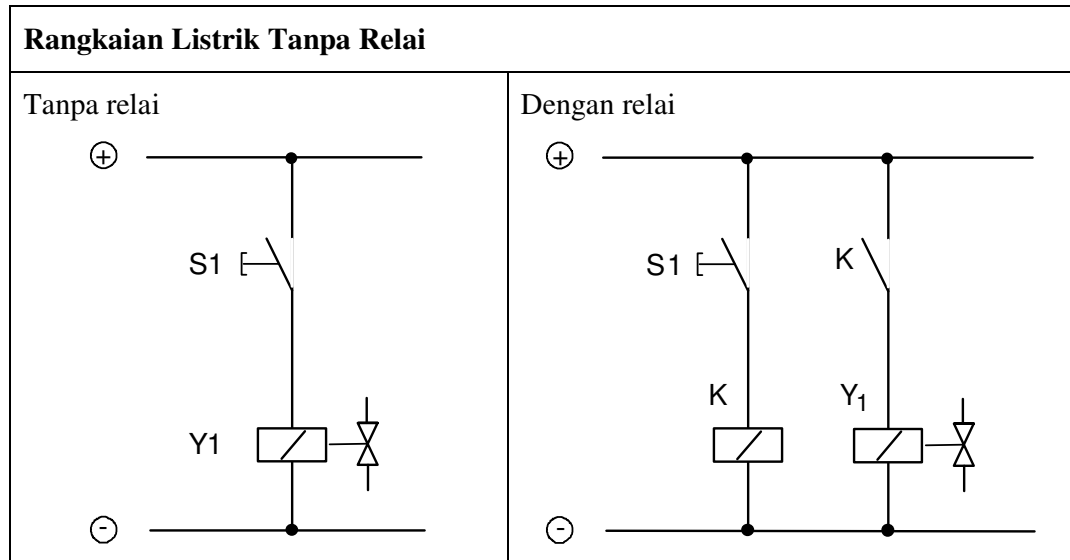 Rangkaian Listrik Tanpa Relai
Tanpa relai
+
S1
Y1
-
Dengan relai
+
S1 K
K Y1
-